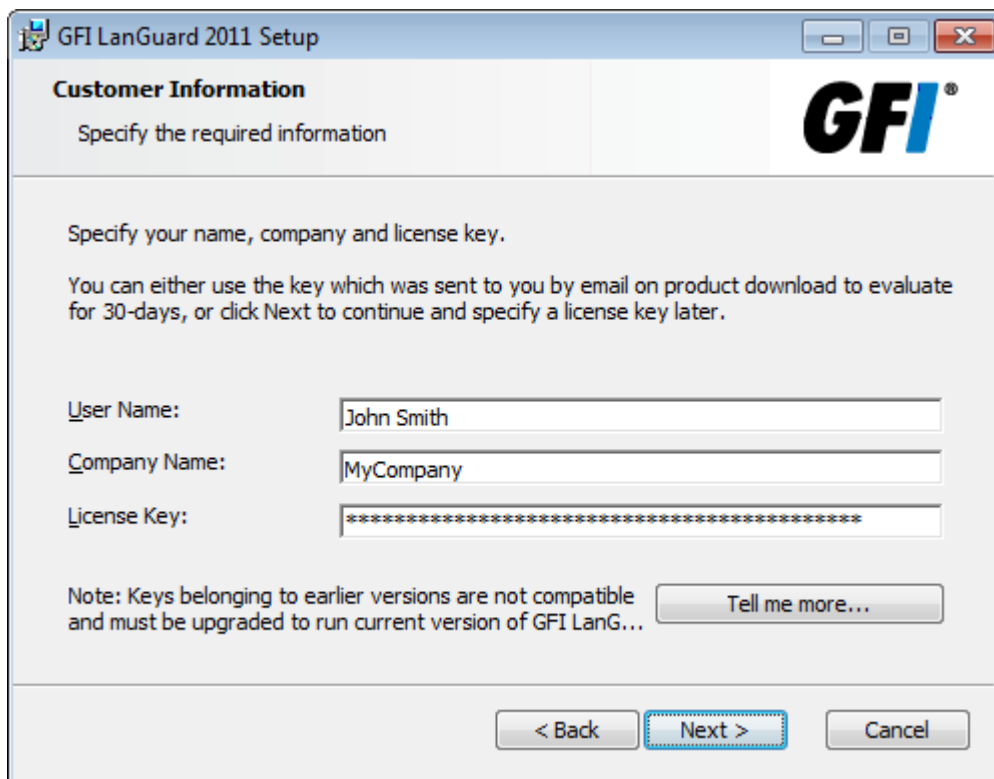 GFI LanGuard 2011 Setup
Customer Information
Specify the required information
GFI®
Specify your name, company and license key.
You can either use the key which was sent to you by email on product download to evaluate
for 30-days, or click Next to continue and specify a license key later.
User Name:
John Smith
Company Name:
MyCompany
License Key:
*******************************************
Note: Keys belonging to earlier versions are not compatible
and must be upgraded to run current version of GFI LanG...
Tell me more...
< Back
Next >
Cancel